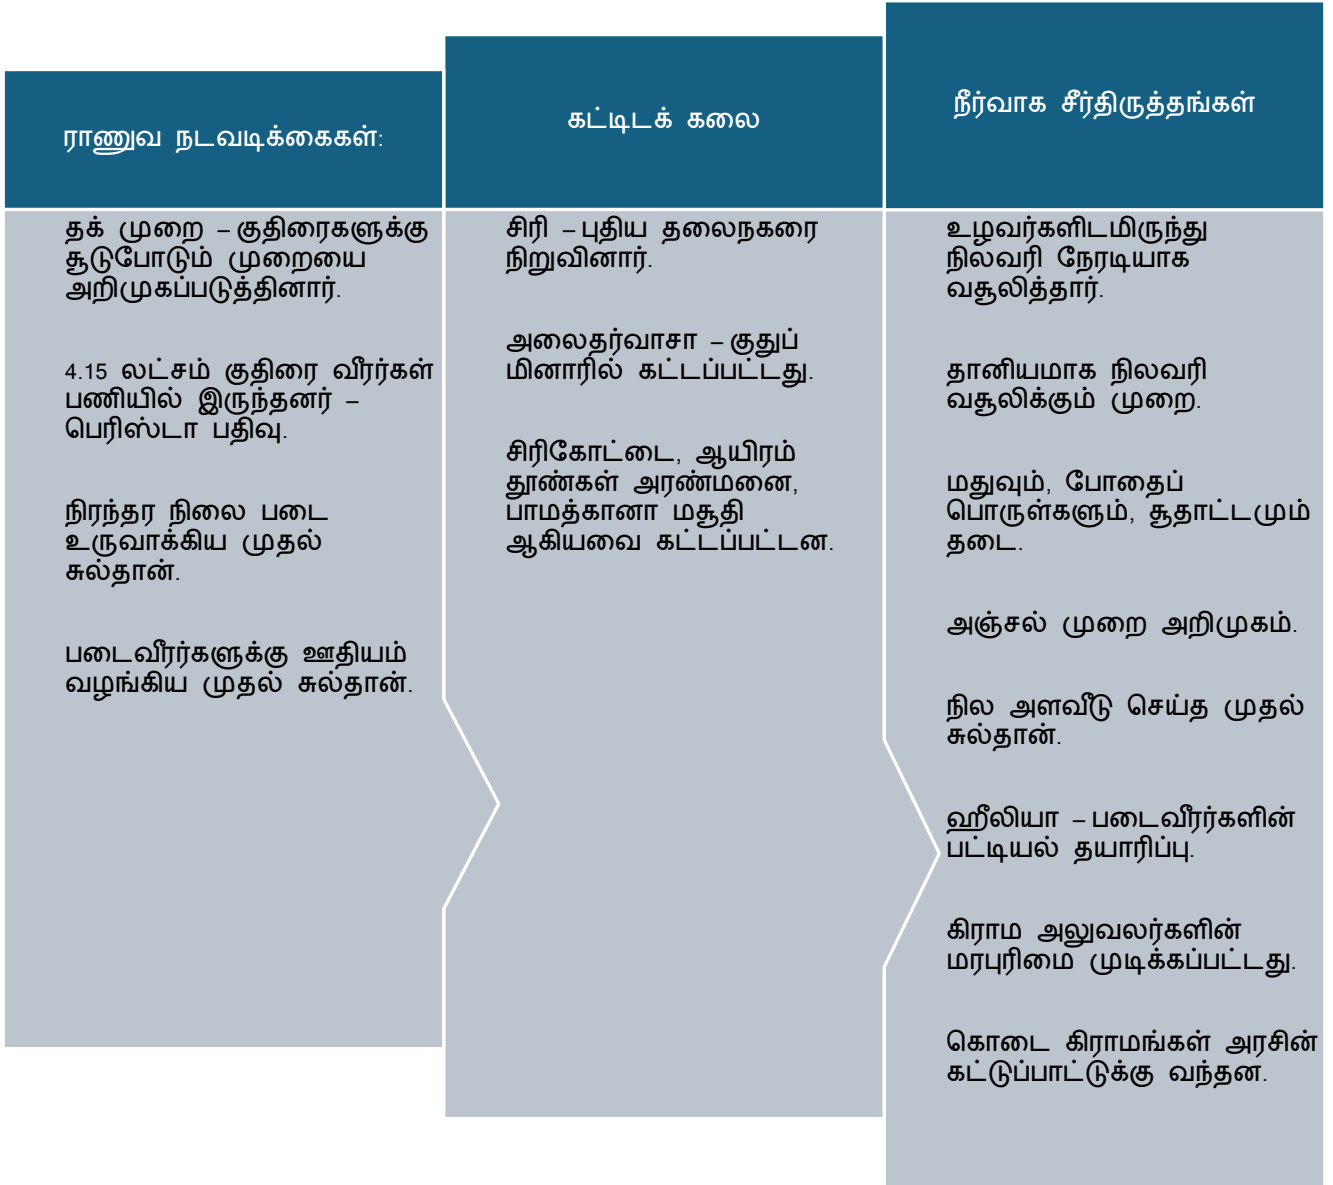 ராணுவ நடவடிக்கைகள்:
தக் முறை – குதிரைகளுக்கு
சூடுபோடும் முறையை
அறிமுகப்படுத்தினார்.
4.15 லட்சம் குதிரை வீரர்கள்
பணியில் இருந்தனர் –
பெரிஸ்டா பதிவு.
நிரந்தர நிலை படை
உருவாக்கிய முதல்
சுல்தான்.
படைவீரர்களுக்கு ஊதியம்
வழங்கிய முதல் சுல்தான்.
கட்டிடக் கலை
சிரி – புதிய தலைநகரை
நிறுவினார்.
அலைதர்வாசா – குதுப்
மினாரில் கட்டப்பட்டது.
சிரிகோட்டை, ஆயிரம்
தூண்கள் அரண்மனை,
பாமத்கானா மசூதி
ஆகியவை கட்டப்பட்டன.
நீர்வாக சீர்திருத்தங்கள்
உழவர்களிடமிருந்து
நிலவரி நேரடியாக
வசூலித்தார்.
தானியமாக நிலவரி
வசூலிக்கும் முறை.
மதுவும், போதைப்
பொருள்களும், சூதாட்டமும்
தடை.
அஞ்சல் முறை அறிமுகம்.
நில அளவீடு செய்த முதல்
சுல்தான்.
ஹீலியா – படைவீரர்களின்
பட்டியல் தயாரிப்பு.
கிராம அலுவலர்களின்
மரபுரிமை முடிக்கப்பட்டது.
கொடை கிராமங்கள் அரசின்
கட்டுப்பாட்டுக்கு வந்தன.